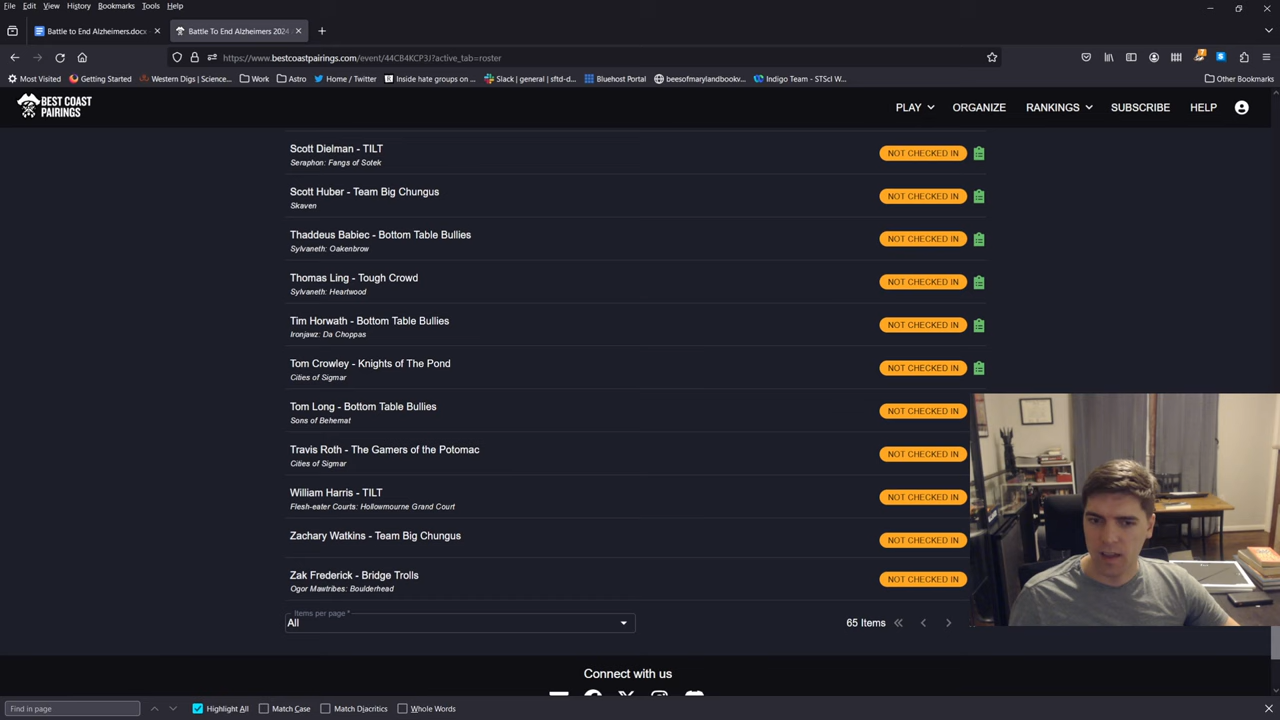 File Edit View History Bookmarks Tools Help
Battle to End Alzheimers.docx
Battle To End Alzheimers 2024
https://www.bestcoastpairings.com/event/44CB4KCP3J?active_tab=roster
Most Visited Getting Started Western Digs | Science... Work Astro Home / Twitter Inside hate groups on ... Slack | general | sftd-d... Bluehost Portal beesofmarylandbookw... Indigo Team - STScI W... Other Bookmarks
BEST COAST PAIRINGS
PLAY ORGANIZE RANKINGS SUBSCRIBE HELP
Scott Dielman - TILT
Seraphon: Fangs of Sotek
NOT CHECKED IN
Scott Huber - Team Big Chungus
Skaven
NOT CHECKED IN
Thaddeus Babiec - Bottom Table Bullies
Sylvaneth: Oakenbrow
NOT CHECKED IN
Thomas Ling - Tough Crowd
Sylvaneth: Heartwood
NOT CHECKED IN
Tim Horwath - Bottom Table Bullies
Ironjawz: Da Choppas
NOT CHECKED IN
Tom Crowley - Knights of The Pond
Cities of Sigmar
NOT CHECKED IN
Tom Long - Bottom Table Bullies
Sons of Behemat
NOT CHECKED IN
Travis Roth - The Gamers of the Potomac
Cities of Sigmar
NOT CHECKED IN
William Harris - TILT
Flesh-eater Courts: Hollowmourne Grand Court
NOT CHECKED IN
Zachary Watkins - Team Big Chungus
NOT CHECKED IN
Zak Frederick - Bridge Trolls
Ogor Mawtribes: Boulderhead
NOT CHECKED IN
Items per page *
All
65 Items
Connect with us
Find in page
Highlight All Match Case Match Diacritics Whole Words